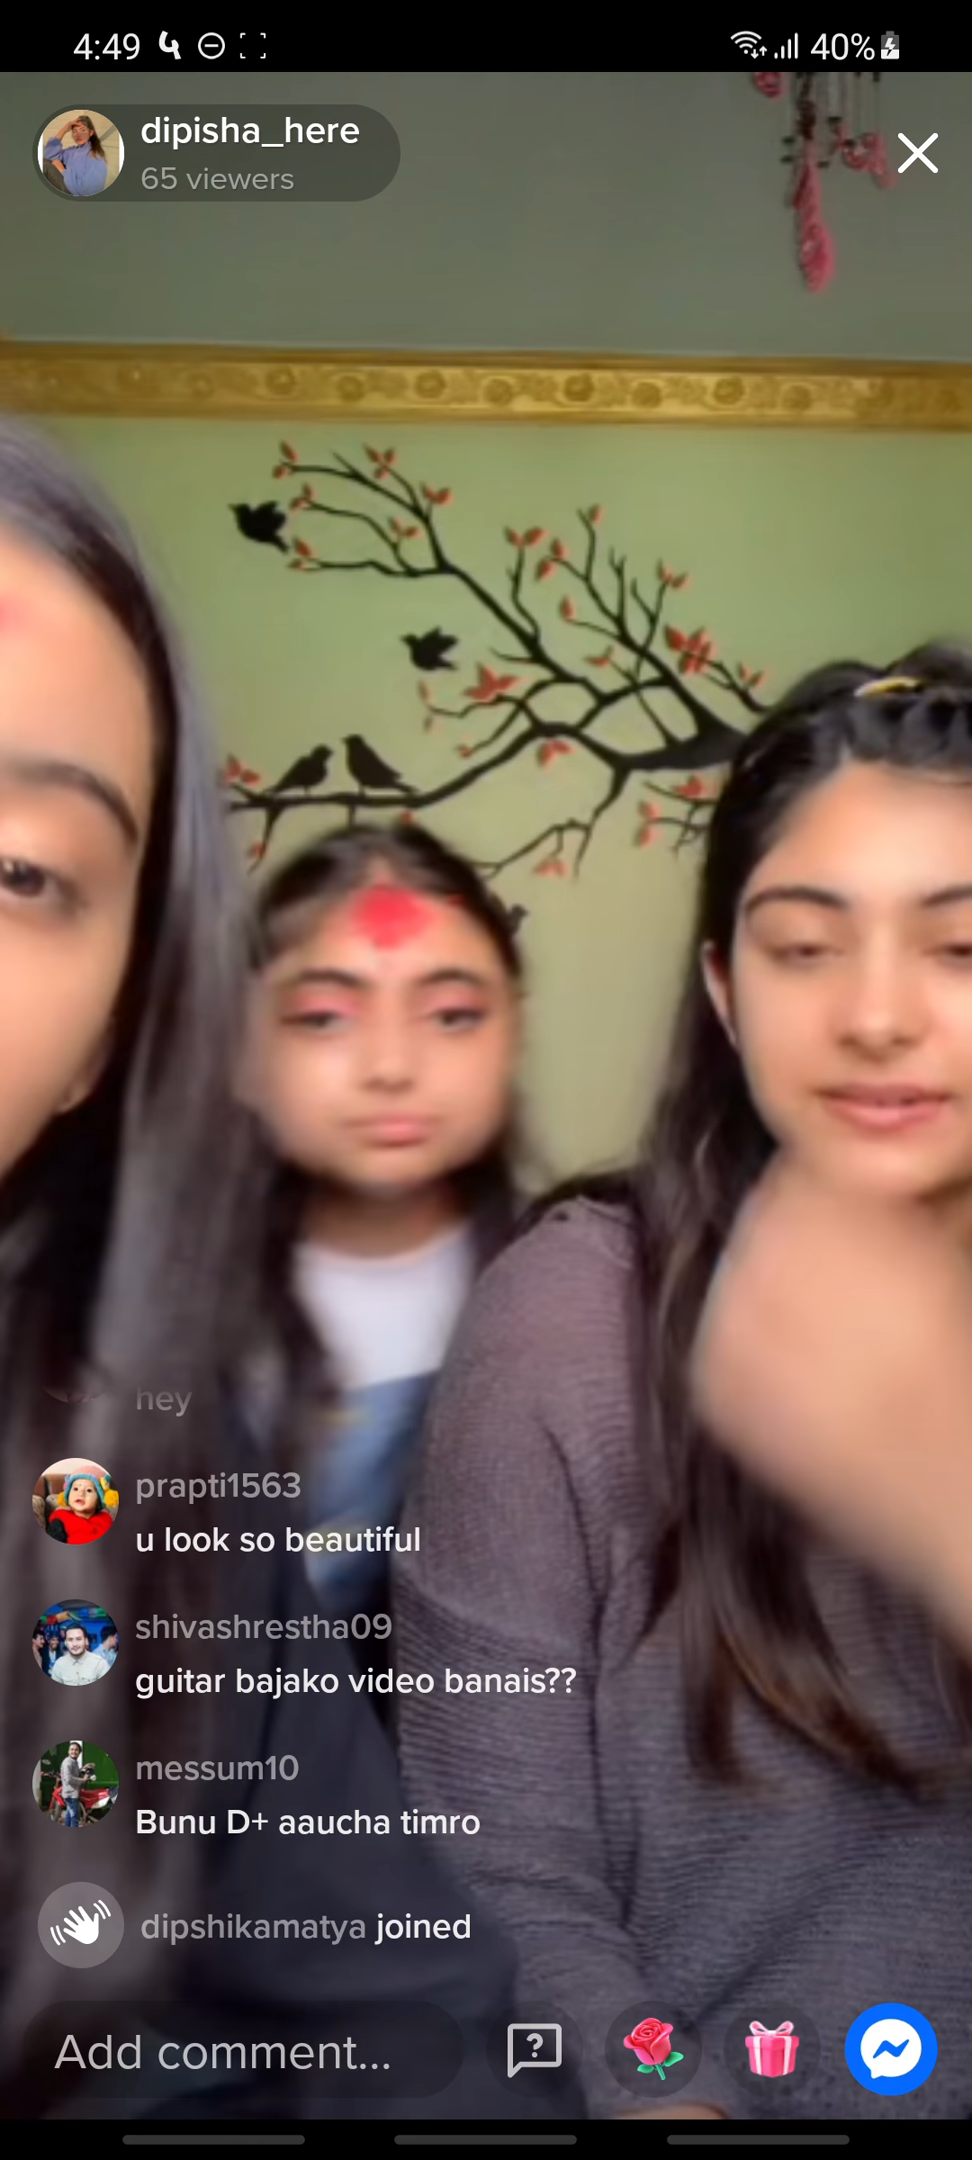 4:49
40%
dipisha_here
65 viewers
hey
prapti1563
u look so beautiful
shivashrestha09
guitar bajako video banais??
messum10
Bunu D+ aaucha timro
dipshikamatya joined
Add comment...
?